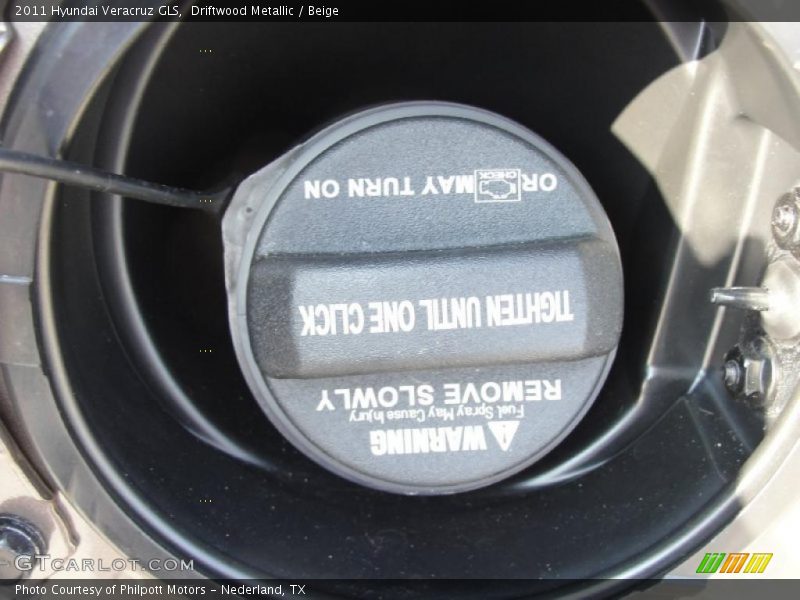 2011 Hyundai Veracruz GLS, Driftwood Metallic / Beige
WARNING
Fuel Spray May Cause Injury
REMOVE SLOWLY
TIGHTEN UNTIL ONE CLICK
OR CHECK MAY TURN ON
GTCARLOT.COM
Photo Courtesy of Philpott Motors - Nederland, TX